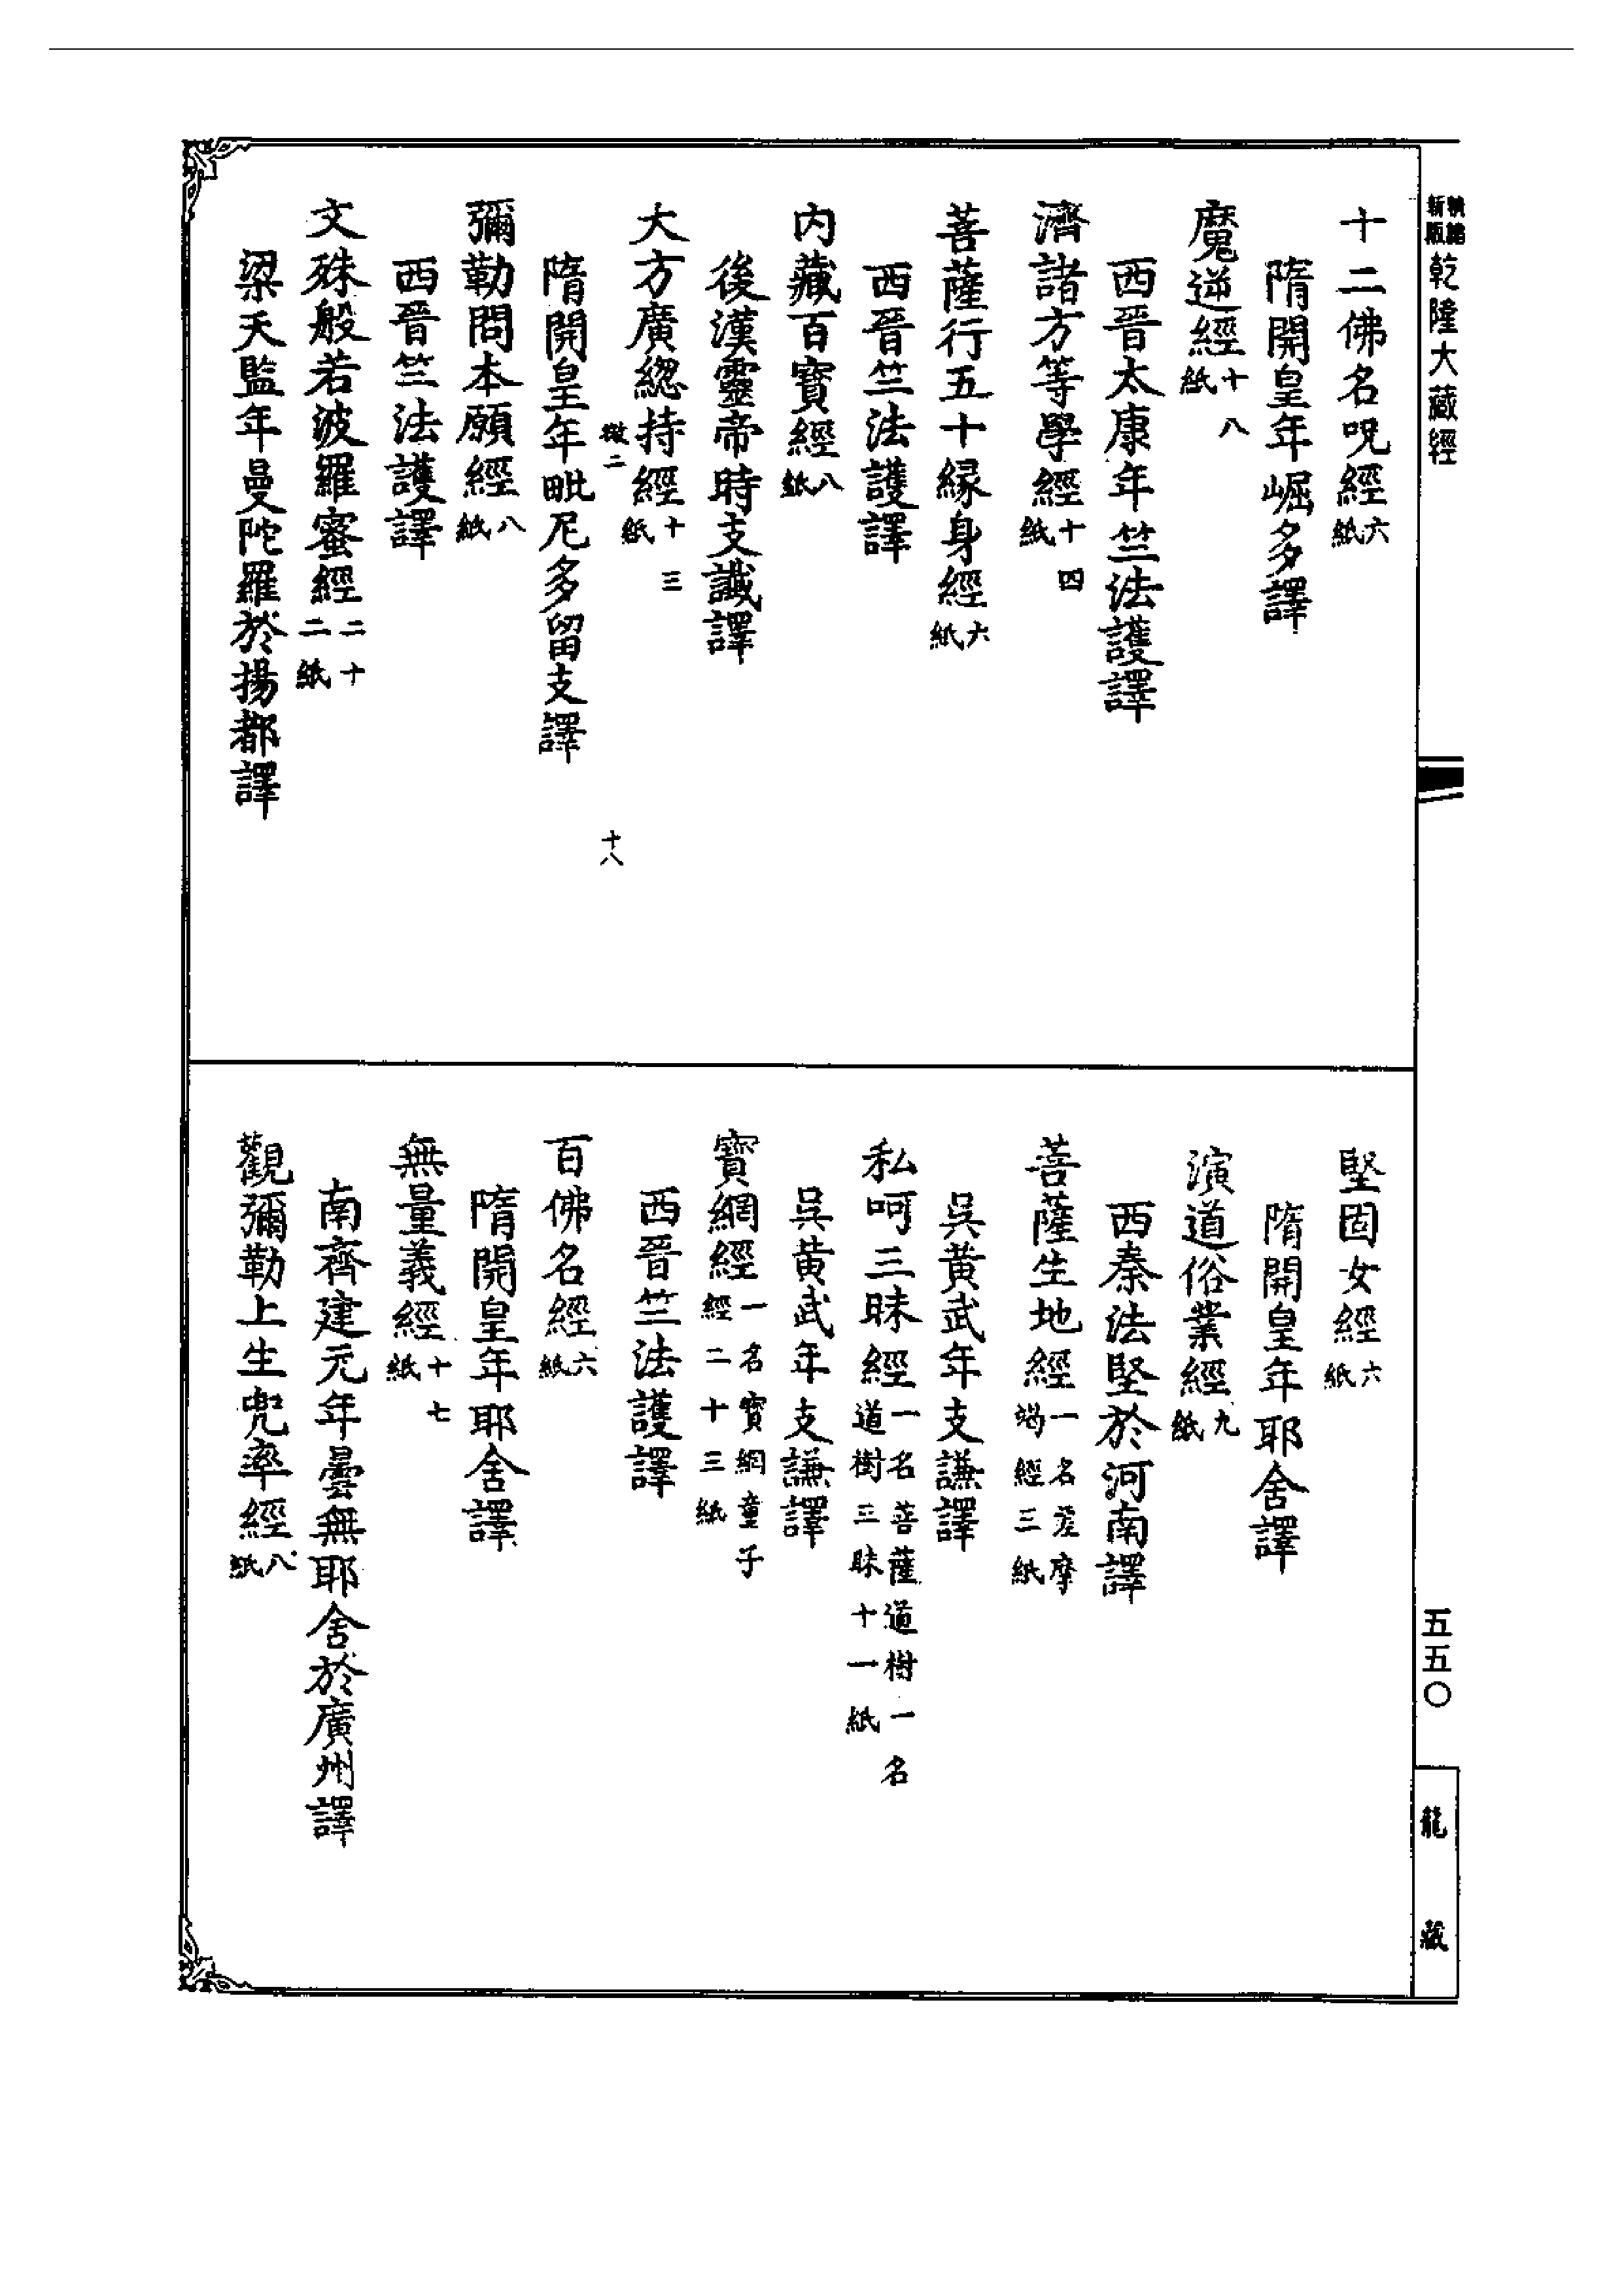 新版精縮乾隆大藏經
十二佛名呪經六紙
隋開皇年崛多譯
魔逆經十八紙
西晉太康年竺法護譯
濟諸方等學經十四紙
菩薩行五十緣身經六紙
西晉竺法護譯
内藏百寶經八紙
後漢靈帝時支讖譯
大方廣緫持經十三紙
二
十八
隋開皇年毗尼多留支譯
彌勒問本願經八紙
西晉竺法護譯
文殊般若波羅蜜經二十二紙
梁天監年曼陀羅於揚都譯
堅固女經六紙
隋開皇年耶舍譯
演道俗業經九紙
西秦法堅於河南譯
菩薩生地經一名差摩竭經三紙
吳黃武年支謙譯
私呵三昧經一名菩薩道樹一名道樹三昧十一紙
吳黃武年支謙譯
寶網經一名寶網童子經二十三紙
西晉竺法護譯
百佛名經六紙
隋開皇年耶舍譯
無量義經十七紙
南齊建元年曇無耶舍於廣州譯
觀彌勒上生兜率經八紙
五五〇
龍藏